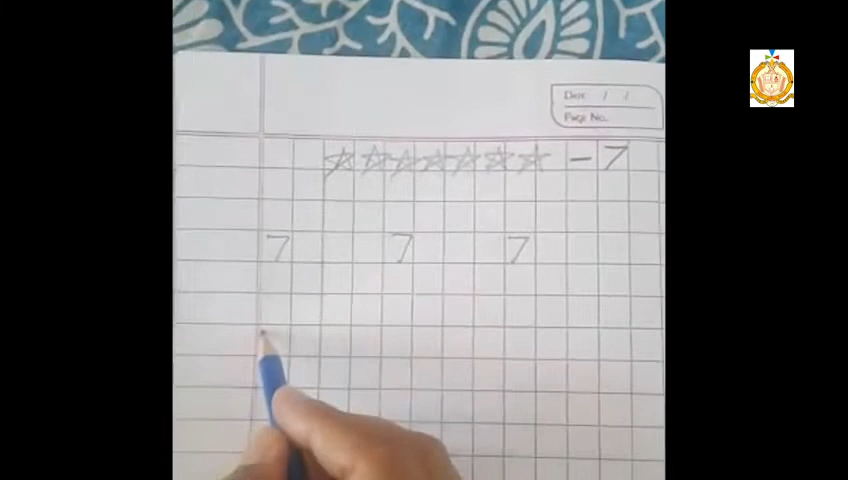 Date / /
Page No.
☆☆☆☆☆☆☆ - 7
7 7 7